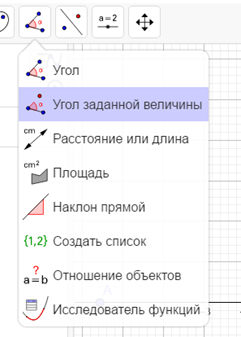 a=2
Угол
Угол заданной величины
cm
Расстояние или длина
cm²
Площадь
Наклон прямой
{1,2} Создать список
?
a=b
Отношение объектов
Исследователь функций
A